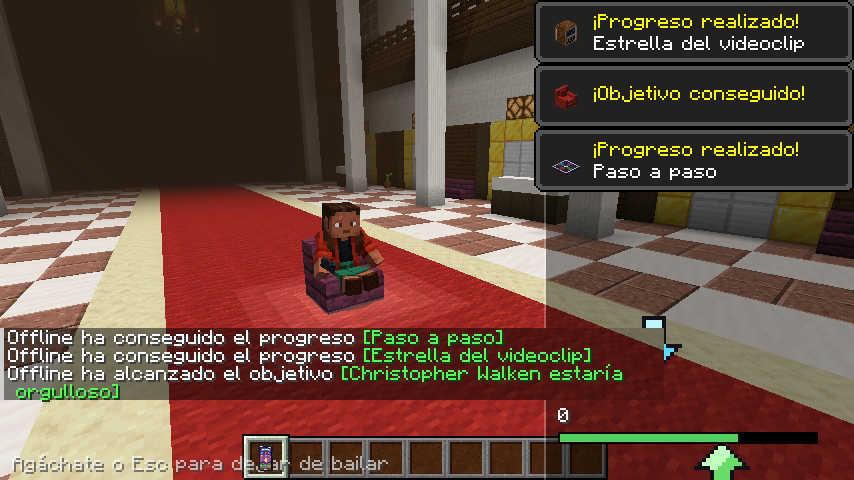 ¡Progreso realizado!
Estrella del videoclip
¡Objetivo conseguido!
¡Progreso realizado!
Paso a paso
Offline ha conseguido el progreso [Paso a paso]
Offline ha conseguido el progreso [Estrella del videoclip]
Offline ha alcanzado el objetivo [Christopher Walken estaría
orgulloso]
0
Agáchate o Esc para dejar de bailar